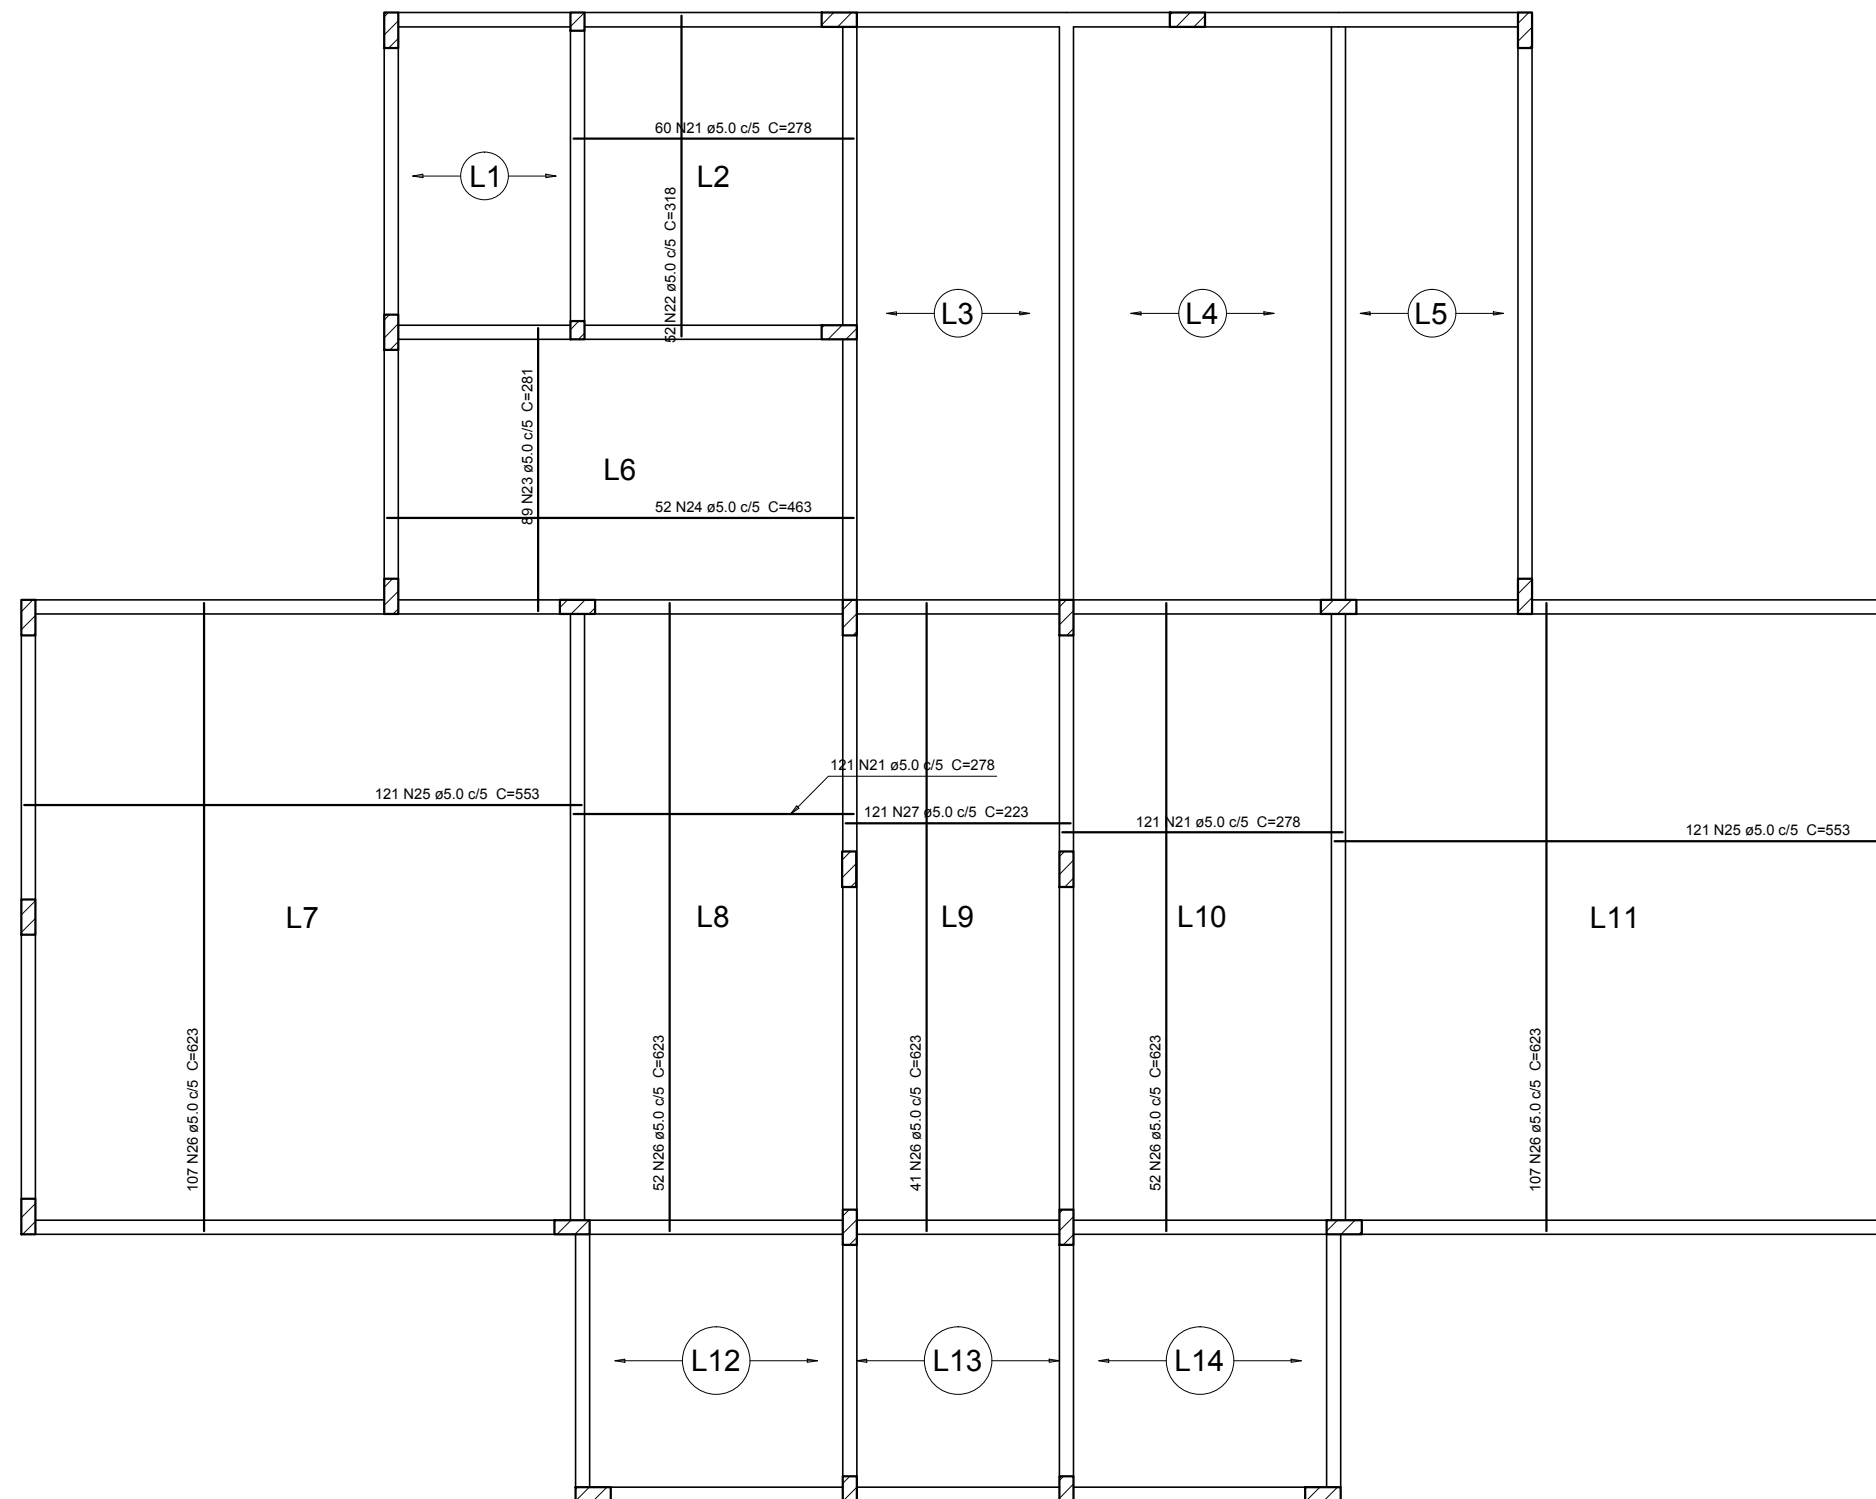 60 N21 ø5.0 c/5 C=278
L1
L2
52 N22 ø5.0 c/5 C=318
L3
L4
L5
89 N23 ø5.0 c/5 C=281
L6
52 N24 ø5.0 c/5 C=463
121 N21 ø5.0 c/5 C=278
121 N25 ø5.0 c/5 C=553
121 N27 ø5.0 c/5 C=223
121 N21 ø5.0 c/5 C=278
121 N25 ø5.0 c/5 C=553
L7
L8
L9
L10
L11
107 N26 ø5.0 c/5 C=623
52 N26 ø5.0 c/5 C=623
41 N26 ø5.0 c/5 C=623
52 N26 ø5.0 c/5 C=623
107 N26 ø5.0 c/5 C=623
L12
L13
L14